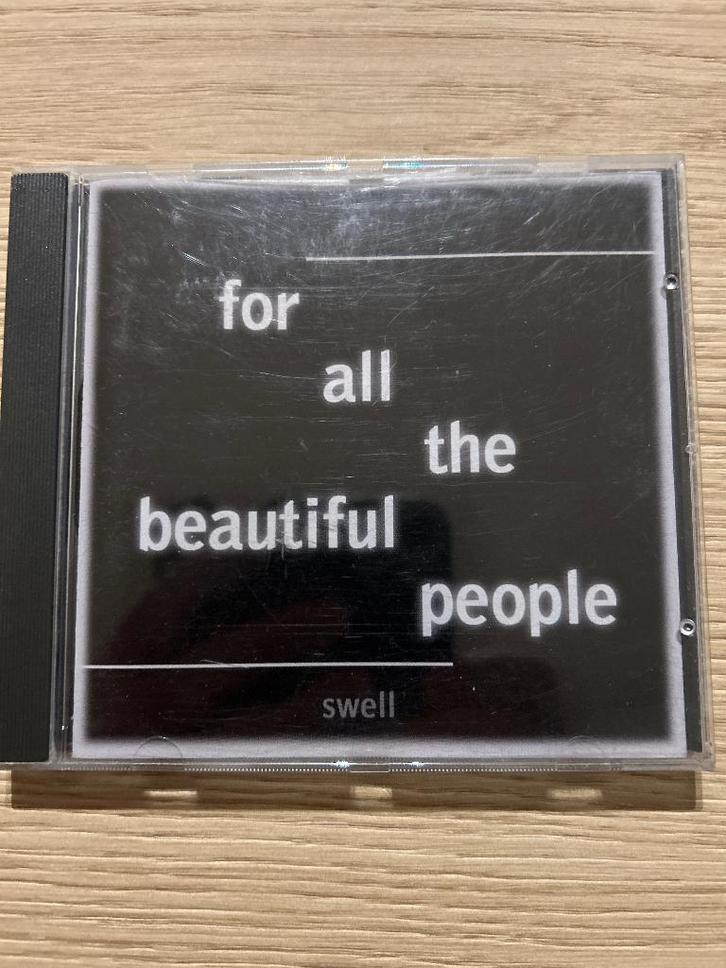 for
all
the
beautiful
people
swell